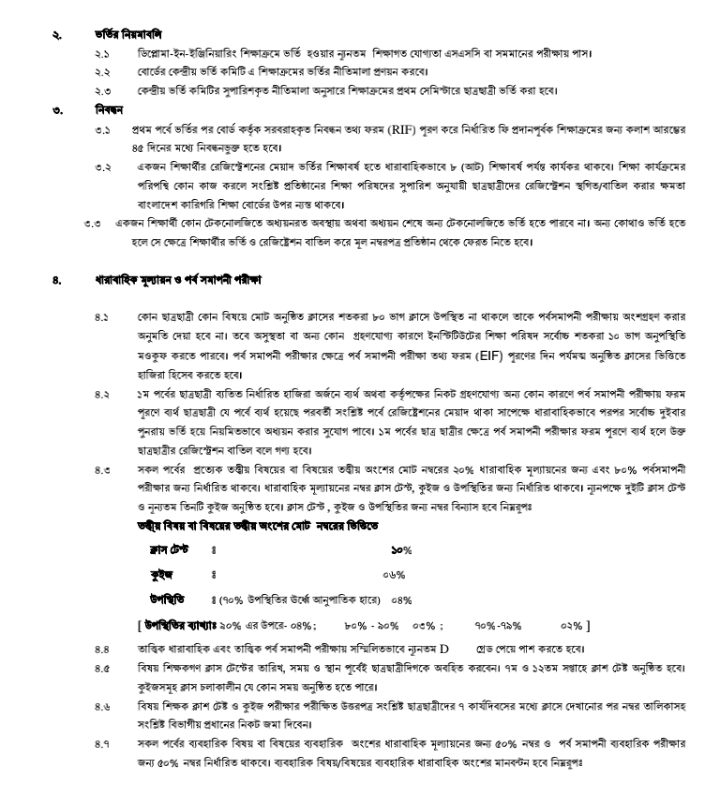 ২. ভর্তির নিয়মাবলি
২.১ ডিপ্লোমা-ইন-ইঞ্জিনিয়ারিং শিক্ষাক্রমে ভর্তি হওয়ার ন্যূনতম শিক্ষাগত যোগ্যতা এসএসসি বা সমমানের পরীক্ষায় পাস।
২.২ বোর্ডের কেন্দ্রীয় ভর্তি কমিটি এ শিক্ষাক্রমের ভর্তির নীতিমালা প্রণয়ন করবে।
২.৩ কেন্দ্রীয় ভর্তি কমিটির সুপারিশকৃত নীতিমালা অনুসারে শিক্ষাক্রমের প্রথম সেমিস্টারে ছাত্রছাত্রী ভর্তি করা হবে।
৩. নিবন্ধন
৩.১ প্রথম পর্বে ভর্তির পর বোর্ড কর্তৃক সরবরাহকৃত নিবন্ধন তথ্য ফরম (RIF) পূরণ করে নির্ধারিত ফি প্রদানপূর্বক শিক্ষাক্রমের জন্য কলাশ আরম্ভের
৪৫ দিনের মধ্যে নিবন্ধনভুক্ত হতে হবে।
৩.২ একজন শিক্ষার্থীর রেজিস্ট্রেশনের মেয়াদ ভর্তির শিক্ষাবর্ষ হতে ধারাবাহিকভাবে ৮ (আট) শিক্ষাবর্ষ পর্যন্ত কার্যকর থাকবে। শিক্ষা কার্যক্রমের
পরিপন্থি কোন কাজ করলে সংশ্লিষ্ট প্রতিষ্ঠানের শিক্ষা পরিষদের সুপারিশ অনুযায়ী ছাত্রছাত্রীদের রেজিস্ট্রেশন স্থগিত/বাতিল করার ক্ষমতা
বাংলাদেশ কারিগরি শিক্ষা বোর্ডের উপর ন্যস্ত থাকবে।
৩.৩ একজন শিক্ষার্থী কোন টেকনোলজিতে অধ্যয়নরত অবস্থায় অথবা অধ্যয়ন শেষে অন্য টেকনোলজিতে ভর্তি হতে পারবে না। অন্য কোথাও ভর্তি হতে
হলে সে ক্ষেত্রে শিক্ষার্থীর ভর্তি ও রেজিষ্ট্রেশন বাতিল করে মূল নম্বরপত্র প্রতিষ্ঠান থেকে ফেরত নিতে হবে।
৪. ধারাবাহিক মূল্যায়ন ও পর্ব সমাপনী পরীক্ষা
৪.১ কোন ছাত্রছাত্রী কোন বিষয়ে মোট অনুষ্ঠিত ক্লাসের শতকরা ৮০ ভাগ ক্লাসে উপস্থিত না থাকলে তাকে পর্বসমাপনী পরীক্ষায় অংশগ্রহণ করার
অনুমতি দেয়া হবে না। তবে অসুস্থতা বা অন্য কোন গ্রহণযোগ্য কারণে ইনস্টিটিউটের শিক্ষা পরিষদ সর্বোচ্চ শতকরা ১০ ভাগ অনুপস্থিতি
মওকুফ করতে পারবে। পর্ব সমাপনী পরীক্ষার ক্ষেত্রে পর্ব সমাপনী পরীক্ষা তথ্য ফরম (EIF) পূরণের দিন পর্যমত্ম অনুষ্ঠিত ক্লাসের ভিত্তিতে
হাজিরা হিসেব করতে হবে।
৪.২ ১ম পর্বের ছাত্রছাত্রী ব্যতিত নির্ধারিত হাজিরা অর্জনে ব্যর্থ অথবা কর্তৃপক্ষের নিকট গ্রহণযোগ্য অন্য কোন কারণে পর্ব সমাপনী পরীক্ষায় ফরম
পূরণে ব্যর্থ ছাত্রছাত্রী যে পর্বে ব্যর্থ হয়েছে পরবর্তী সংশ্লিষ্ট পর্বে রেজিষ্ট্রেশনের মেয়াদ থাকা সাপেক্ষে ধারাবাহিকভাবে পরপর সর্বোচ্চ দুইবার
পুনরায় ভর্তি হয়ে নিয়মিতভাবে অধ্যয়ন করার সুযোগ পাবে। ১ম পর্বের ছাত্র ছাত্রীর ক্ষেত্রে পর্ব সমাপনী পরীক্ষার ফরম পূরণে ব্যর্থ হলে উক্ত
ছাত্রছাত্রীর রেজিস্ট্রেশন বাতিল বলে গণ্য হবে।
৪.৩ সকল পর্বের প্রত্যেক তত্ত্বীয় বিষয়ের বা বিষয়ের তত্ত্বীয় অংশের মোট নম্বরের ২০% ধারাবাহিক মূল্যায়নের জন্য এবং ৮০% পর্বসমাপনী
পরীক্ষার জন্য নির্ধারিত থাকবে। ধারাবাহিক মূল্যায়নের নম্বর ক্লাস টেস্ট, কুইজ ও উপস্থিতির জন্য নির্ধারিত থাকবে। ন্যূনপক্ষে দুইটি ক্লাস টেস্ট
ও ন্যূনতম তিনটি কুইজ অনুষ্ঠিত হবে। ক্লাস টেস্ট , কুইজ ও উপস্থিতির জন্য নম্বর বিন্যাস হবে নিম্নরূপঃ
তত্ত্বীয় বিষয় বা বিষয়ের তত্ত্বীয় অংশের মোট নম্বরের ভিত্তিতে
ক্লাস টেস্ট ঃ ১০%
কুইজ ঃ ০৬%
উপস্থিতি ঃ (৭০% উপস্থিতির ঊর্ধ্বে আনুপাতিক হারে) ০৪%
[ উপস্থিতির ব্যাখ্যাঃ ৯০% এর উপরে- ০৪% ; ৮০% - ৯০% ০৩% ; ৭০%-৭৯% ০২% ]
৪.৪ তাত্ত্বিক ধারাবাহিক এবং তাত্ত্বিক পর্ব সমাপনী পরীক্ষায় সম্মিলিতভাবে ন্যূনতম D গ্রেড পেয়ে পাশ করতে হবে।
৪.৫ বিষয় শিক্ষকগণ ক্লাস টেস্টের তারিখ, সময় ও স্থান পূর্বেই ছাত্রছাত্রীদিগকে অবহিত করবেন। ৭ম ও ১২তম সপ্তাহে ক্লাশ টেষ্ট অনুষ্ঠিত হবে।
কুইজসমূহ ক্লাস চলাকালীন যে কোন সময় অনুষ্ঠিত হতে পারে।
৪.৬ বিষয় শিক্ষক ক্লাশ টেষ্ট ও কুইজ পরীক্ষার পরীক্ষিত উত্তরপত্র সংশ্লিষ্ট ছাত্রছাত্রীদের ৭ কার্যদিবসের মধ্যে ক্লাসে দেখানোর পর নম্বর তালিকাসহ
সংশ্লিষ্ট বিভাগীয় প্রধানের নিকট জমা দিবেন।
৪.৭ সকল পর্বের ব্যবহারিক বিষয় বা বিষয়ের ব্যবহারিক অংশের ধারাবাহিক মূল্যায়নের জন্য ৫০% নম্বর ও পর্ব সমাপনী ব্যবহারিক পরীক্ষার
জন্য ৫০% নম্বর নির্ধারিত থাকবে। ব্যবহারিক বিষয়/বিষয়ের ব্যবহারিক ধারাবাহিক অংশের মানবন্টন হবে নিম্নরূপঃ